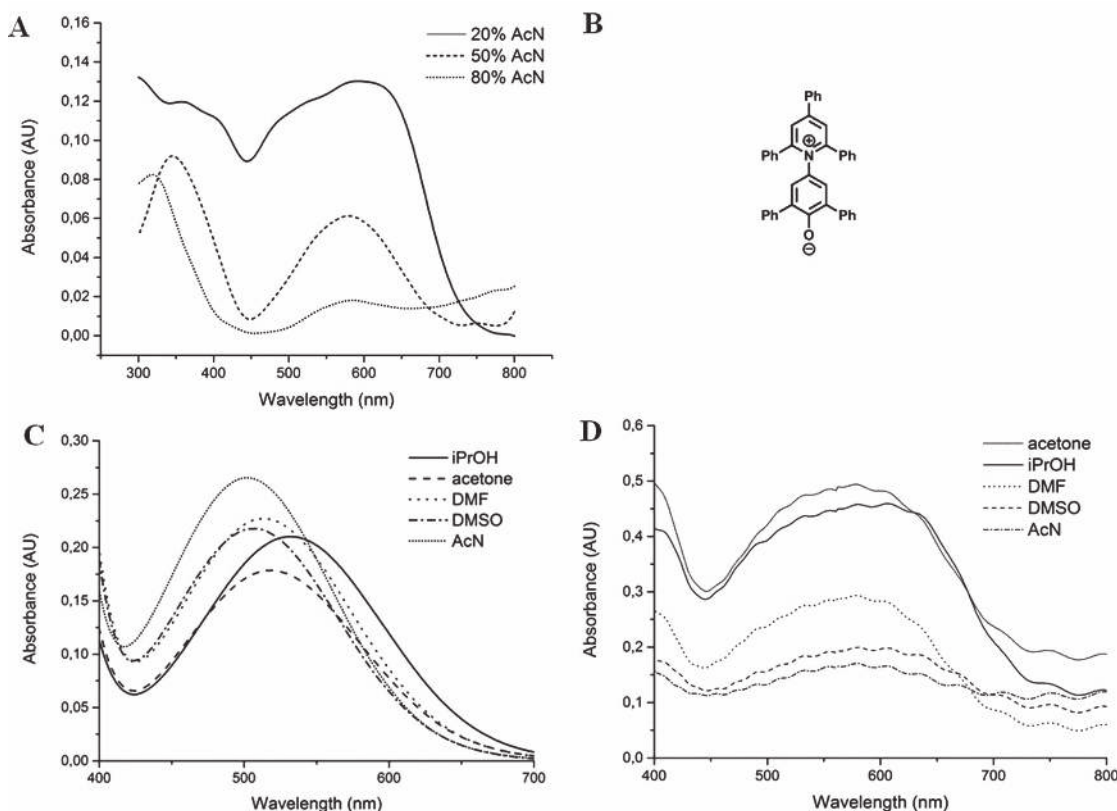 A
0,16
0,14
0,12
0,10
0,08
0,06
0,04
0,02
0,00
Absorbance (AU)
300 400 500 600 700 800
Wavelength (nm)
20% AcN
50% AcN
80% AcN
B
Ph
Ph N ⊕ Ph
Ph Ph
O
⊖
C
0,30
0,25
0,20
0,15
0,10
0,05
0,00
Absorbance (AU)
400 500 600 700
Wavelength (nm)
iPrOH
acetone
DMF
DMSO
AcN
D
0,6
0,5
0,4
0,3
0,2
0,1
0,0
Absorbance (AU)
400 500 600 700 800
Wavelength (nm)
acetone
iPrOH
DMF
DMSO
AcN